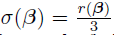 σ(β) = r(β)/3